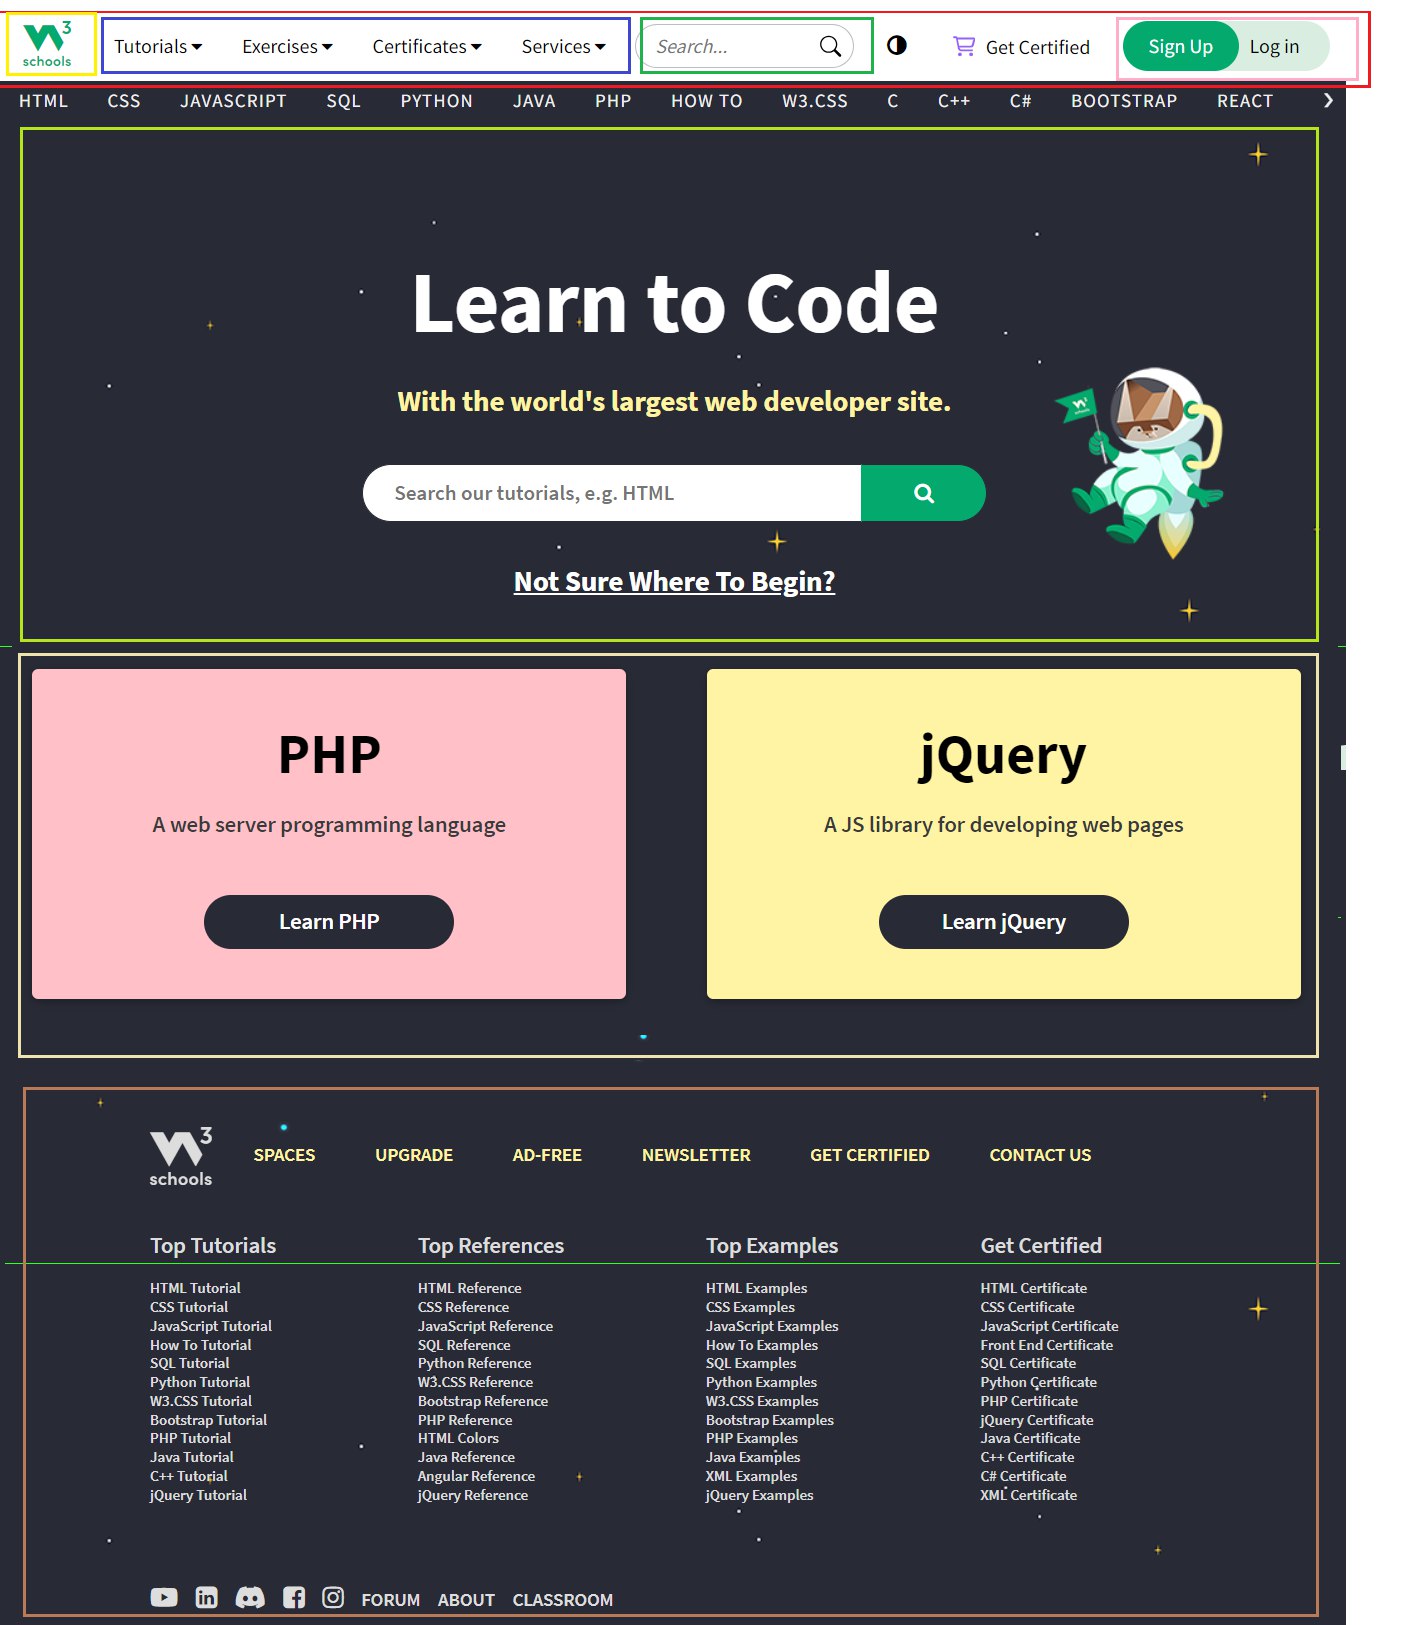 W3 schools Tutorials Exercises Certificates Services Search... Get Certified Sign Up Log in
HTML CSS JAVASCRIPT SQL PYTHON JAVA PHP HOW TO W3.CSS C C++ C# BOOTSTRAP REACT
Learn to Code
With the world's largest web developer site.
W3 schools
Search our tutorials, e.g. HTML
Not Sure Where To Begin?
PHP
A web server programming language
Learn PHP
jQuery
A JS library for developing web pages
Learn jQuery
W3 schools SPACES UPGRADE AD-FREE NEWSLETTER GET CERTIFIED CONTACT US
Top Tutorials
HTML Tutorial
CSS Tutorial
JavaScript Tutorial
How To Tutorial
SQL Tutorial
Python Tutorial
W3.CSS Tutorial
Bootstrap Tutorial
PHP Tutorial
Java Tutorial
C++ Tutorial
jQuery Tutorial
Top References
HTML Reference
CSS Reference
JavaScript Reference
SQL Reference
Python Reference
W3.CSS Reference
Bootstrap Reference
PHP Reference
HTML Colors
Java Reference
Angular Reference
jQuery Reference
Top Examples
HTML Examples
CSS Examples
JavaScript Examples
How To Examples
SQL Examples
Python Examples
W3.CSS Examples
Bootstrap Examples
PHP Examples
Java Examples
XML Examples
jQuery Examples
Get Certified
HTML Certificate
CSS Certificate
JavaScript Certificate
Front End Certificate
SQL Certificate
Python Certificate
PHP Certificate
jQuery Certificate
Java Certificate
C++ Certificate
C# Certificate
XML Certificate
in FORUM ABOUT CLASSROOM